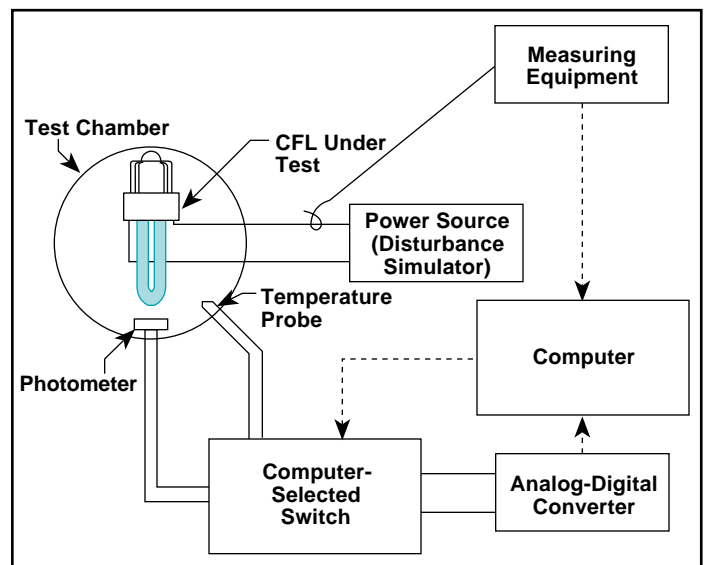 Measuring
Equipment
Test Chamber
CFL Under
Test
Power Source
(Disturbance
Simulator)
Temperature
Probe
Photometer
Computer
Computer-
Selected
Switch
Analog-Digital
Converter